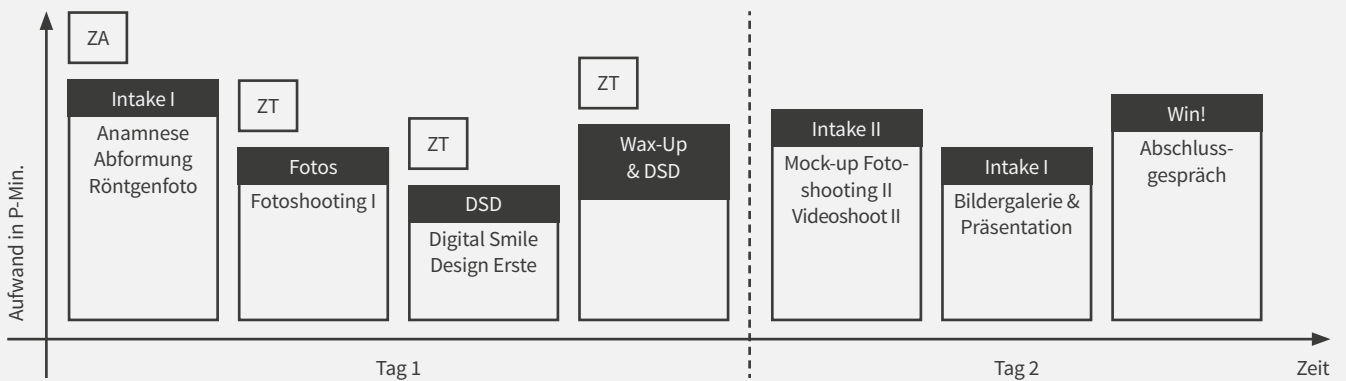 Aufwand in P-Min.
ZA
Intake I
Anamnese
Abformung
Röntgenfoto
ZT
Fotos
Fotoshooting I
ZT
DSD
Digital Smile
Design Erste
ZT
Wax-Up
& DSD
Intake II
Mock-up Foto-
shooting II
Videoshoot II
Intake I
Bildergalerie &
Präsentation
Win!
Abschluss-
gespräch
Tag 1
Tag 2
Zeit